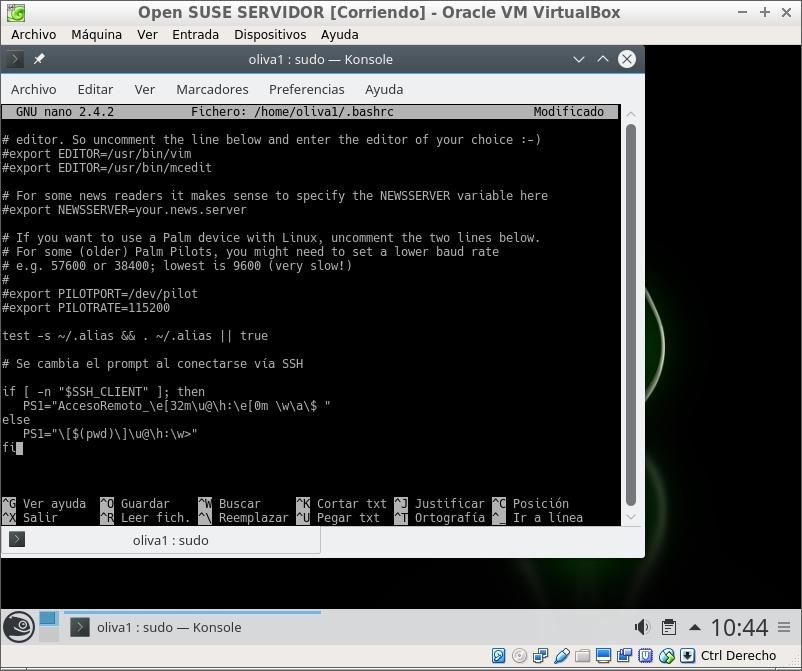 Open SUSE SERVIDOR [Corriendo] - Oracle VM VirtualBox
Archivo Máquina Ver Entrada Dispositivos Ayuda
oliva1 : sudo — Konsole
Archivo Editar Ver Marcadores Preferencias Ayuda
GNU nano 2.4.2 Fichero: /home/oliva1/.bashrc Modificado
# editor. So uncomment the line below and enter the editor of your choice :-)
#export EDITOR=/usr/bin/vim
#export EDITOR=/usr/bin/mcedit
# For some news readers it makes sense to specify the NEWSSERVER variable here
#export NEWSSERVER=your.news.server
# If you want to use a Palm device with Linux, uncomment the two lines below.
# For some (older) Palm Pilots, you might need to set a lower baud rate
# e.g. 57600 or 38400; lowest is 9600 (very slow!)
#
#export PILOTPORT=/dev/pilot
#export PILOTRATE=115200
test -s ~/.alias && . ~/.alias || true
# Se cambia el prompt al conectarse vía SSH
if [ -n "$SSH_CLIENT" ]; then
PS1="AccesoRemoto_\e[32m\u@\h:\e[0m \w\a\$ "
else
PS1="\[$(pwd)\]\u@\h:\w>"
fi
^G Ver ayuda ^O Guardar ^W Buscar ^K Cortar txt ^J Justificar ^C Posición
^X Salir ^R Leer fich. ^\ Reemplazar ^U Pegar txt ^T Ortografía ^_ Ir a línea
oliva1 : sudo
oliva1 : sudo — Konsole
10:44
Ctrl Derecho